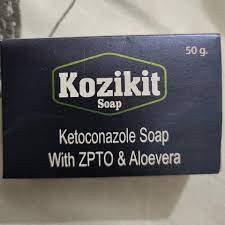 50 g.
Kozikit
Soap
Ketoconazole Soap
With ZPTO & Aloevera